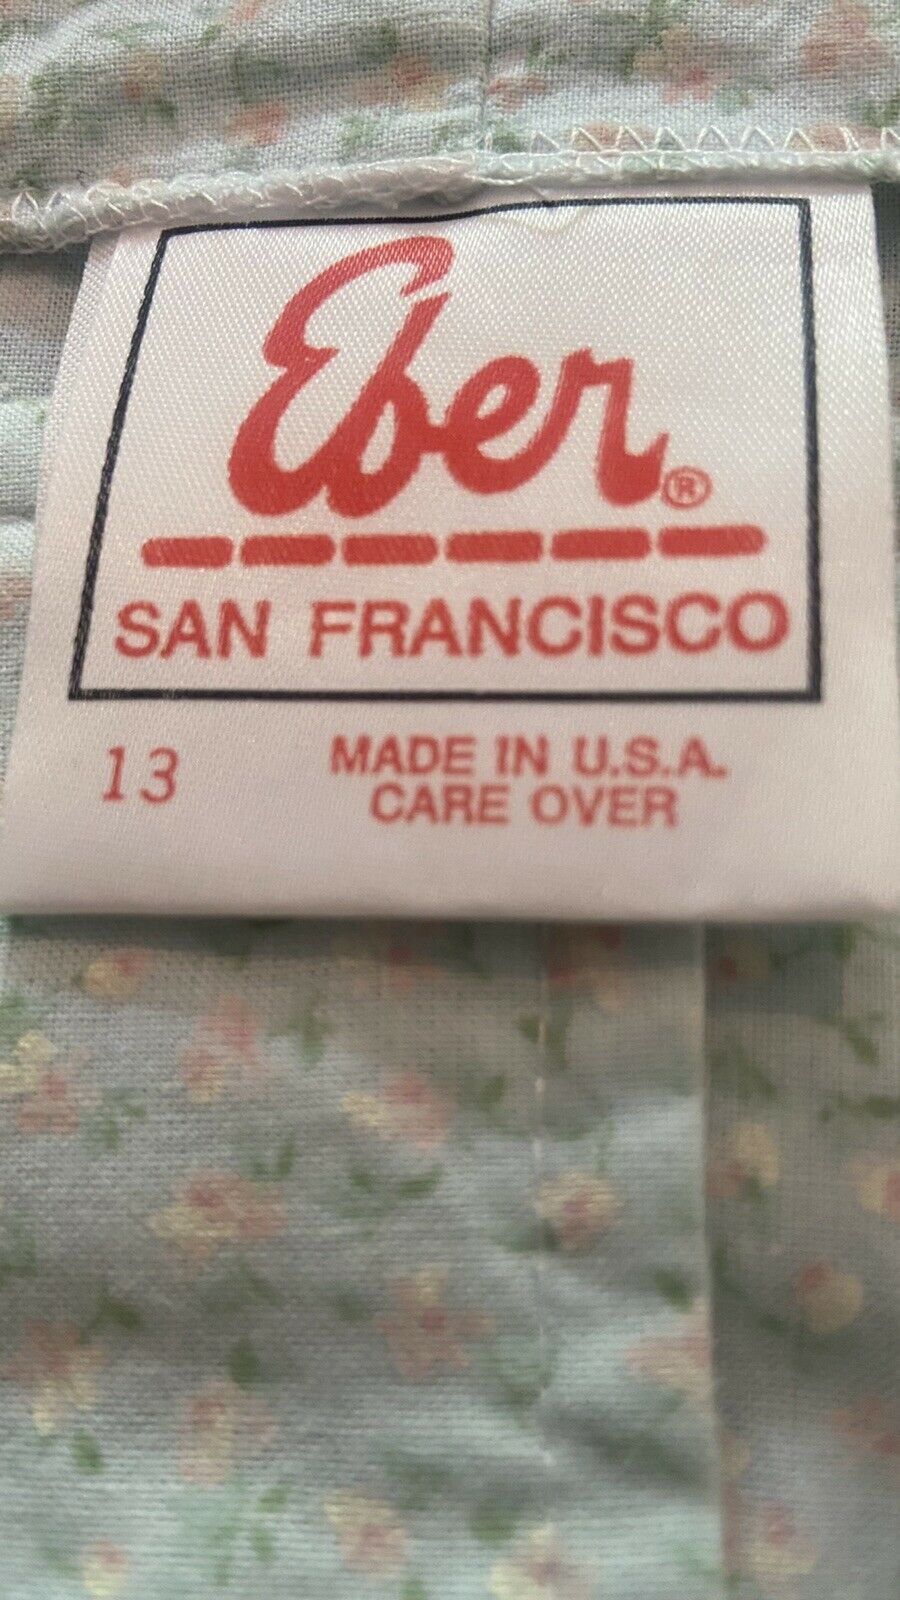 Eber®
SAN FRANCISCO
13
MADE IN U.S.A.
CARE OVER